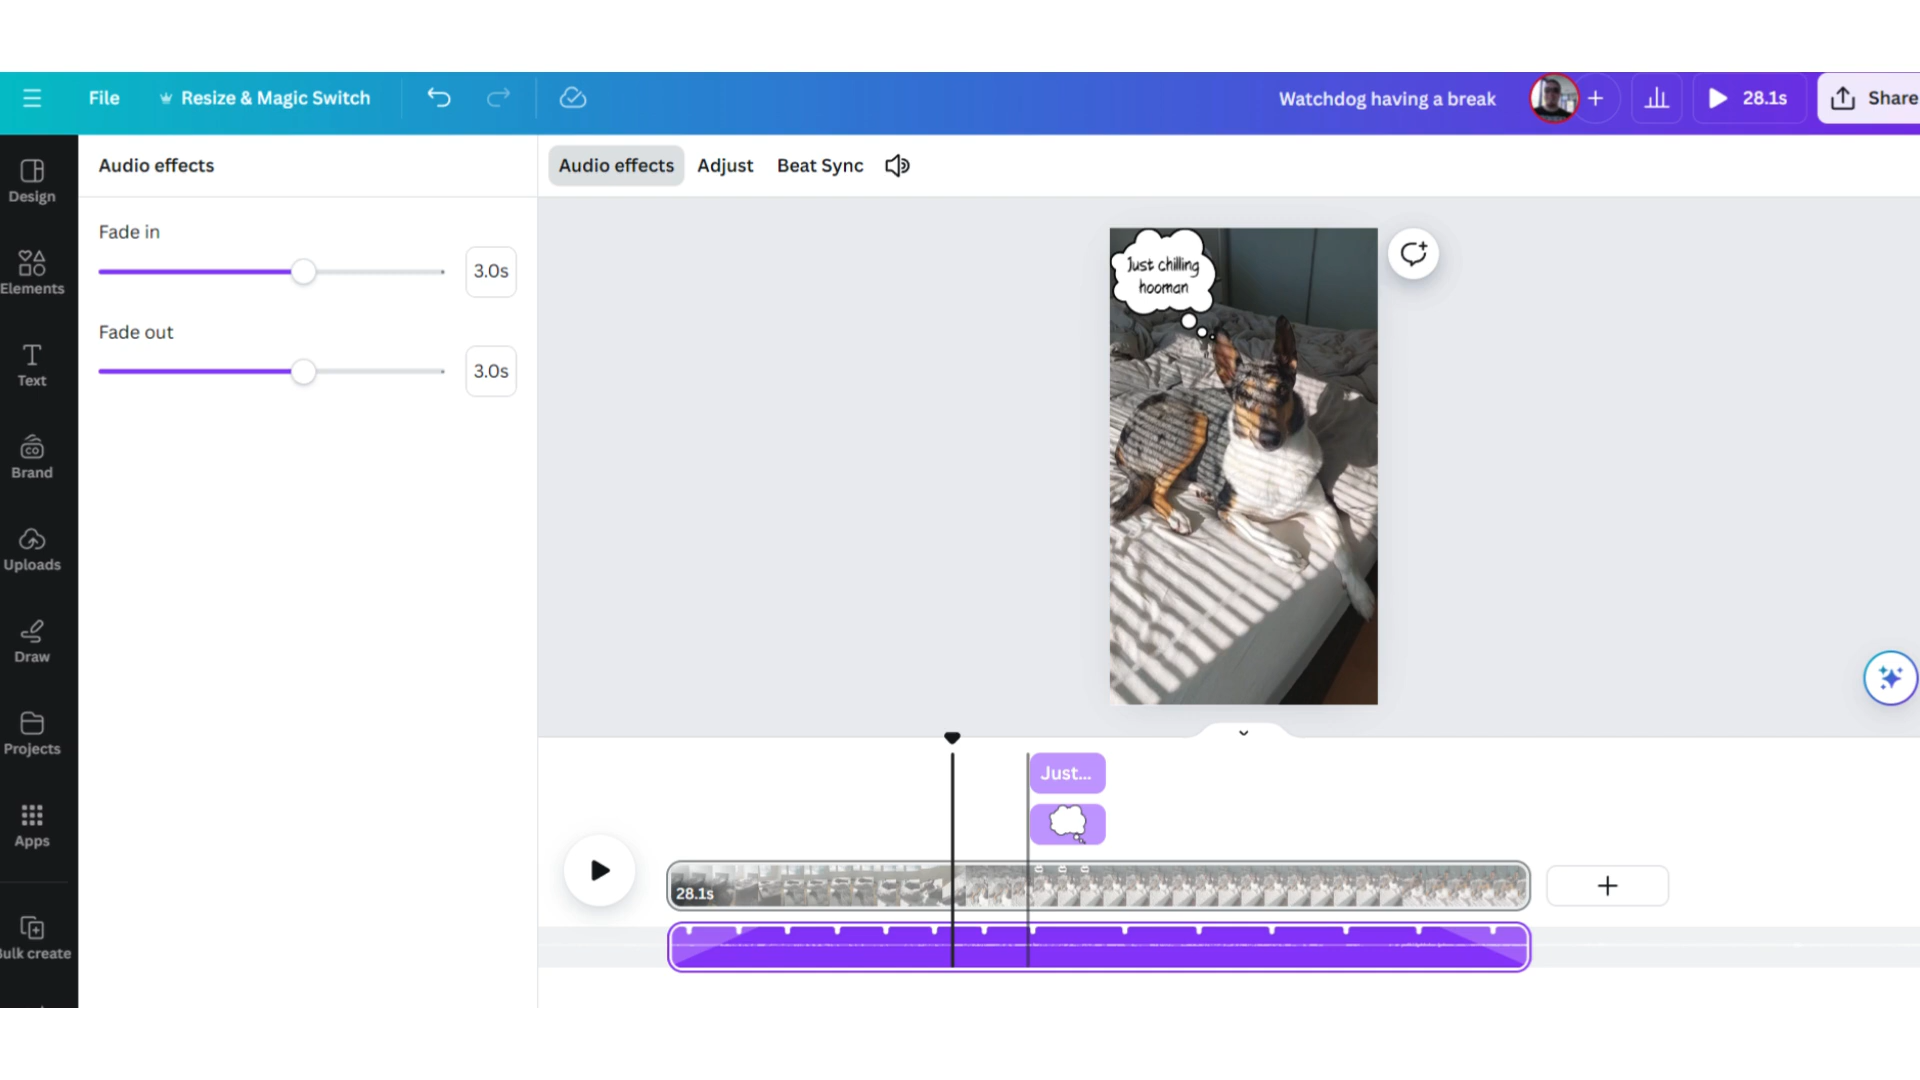 File
Resize & Magic Switch
Watchdog having a break
28.1s
Share
Design
Elements
Text
Brand
Uploads
Draw
Projects
Apps
Bulk create
Audio effects
Fade in
3.0s
Fade out
3.0s
Audio effects
Adjust
Beat Sync
Just chilling
hooman
Just...
28.1s